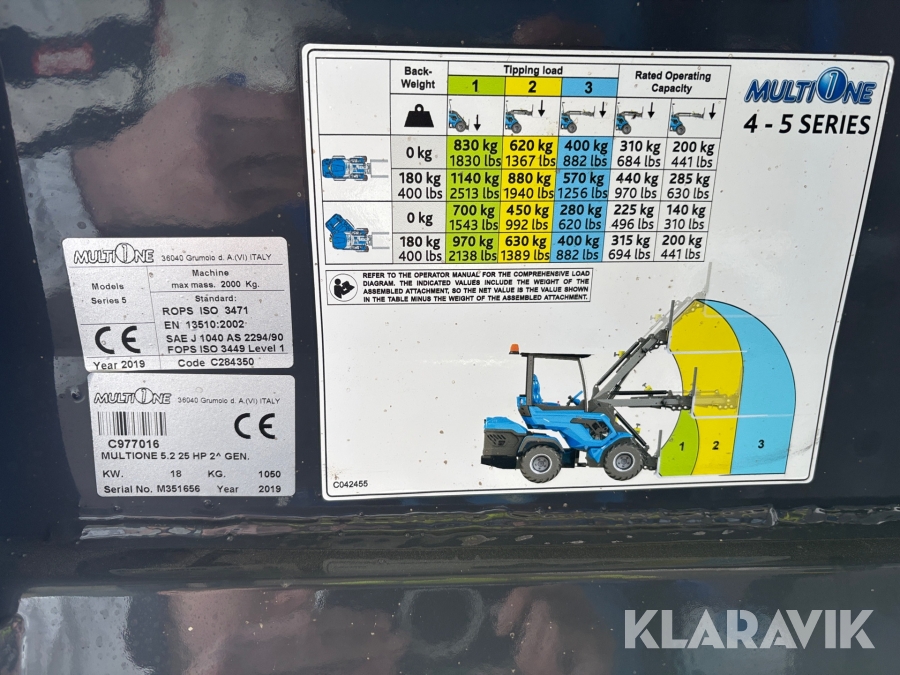 MULTIONE 36040 Grumolo d. A.(VI) ITALY
Models Machine
Series 5 max mass. 2000 Kg.
Standard:
ROPS ISO 3471
EN 13510:2002
SAE J 1040 AS 2294/90
CE FOPS ISO 3449 Level 1
Year 2019 Code C284350
MULTIONE 36040 Grumolo d. A.(VI) ITALY
C977016 CE
MULTIONE 5.2 25 HP 2^ GEN.
KW. 18 KG. 1050
Serial No. M351656 Year 2019
Back-Weight Tipping load Rated Operating Capacity
1 2 3
0 kg 830 kg 620 kg 400 kg 310 kg 200 kg
1830 lbs 1367 lbs 882 lbs 684 lbs 441 lbs
180 kg 1140 kg 880 kg 570 kg 440 kg 285 kg
400 lbs 2513 lbs 1940 lbs 1256 lbs 970 lbs 630 lbs
0 kg 700 kg 450 kg 280 kg 225 kg 140 kg
1543 lbs 992 lbs 620 lbs 496 lbs 310 lbs
180 kg 970 kg 630 kg 400 kg 315 kg 200 kg
400 lbs 2138 lbs 1389 lbs 882 lbs 694 lbs 441 lbs
MULTIONE
4 - 5 SERIES
REFER TO THE OPERATOR MANUAL FOR THE COMPREHENSIVE LOAD
DIAGRAM. THE INDICATED VALUES INCLUDE THE WEIGHT OF THE
ASSEMBLED ATTACHMENT, SO THE NET VALUE IS THE VALUE SHOWN
IN THE TABLE MINUS THE WEIGHT OF THE ASSEMBLED ATTACHMENT.
1 2 3
C042455
KLARAVIK